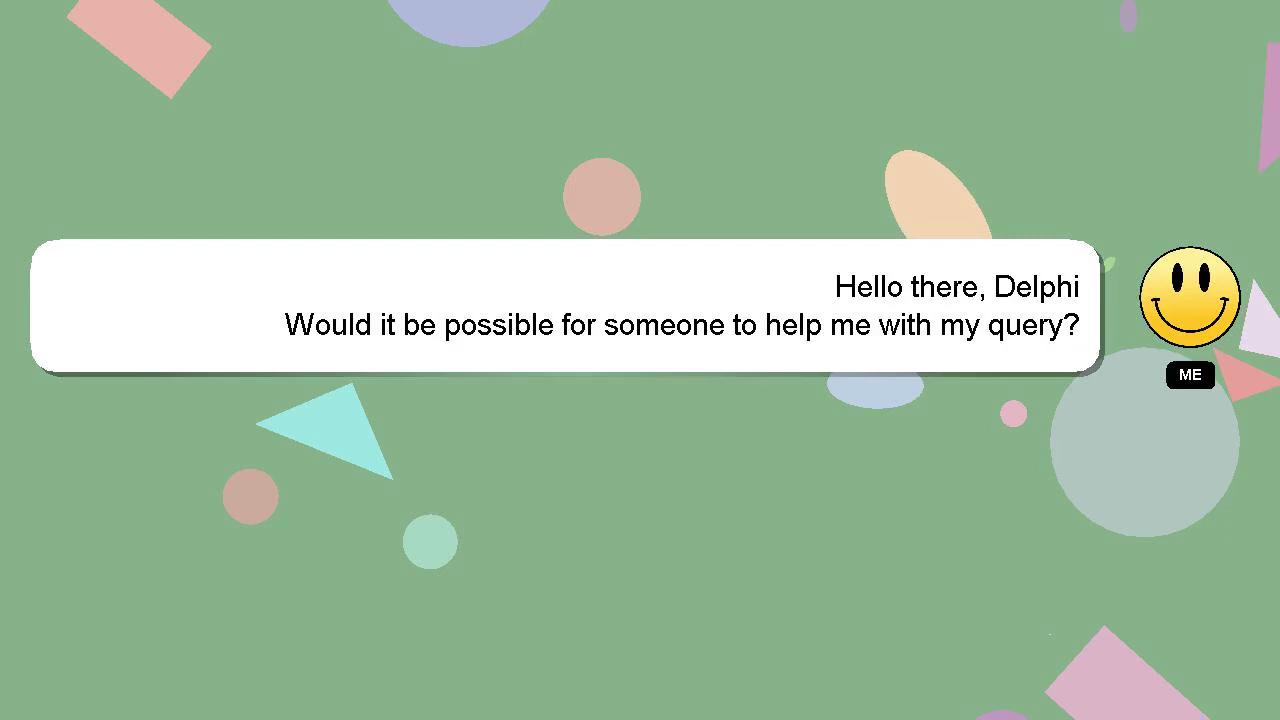 Hello there, Delphi
Would it be possible for someone to help me with my query?
ME